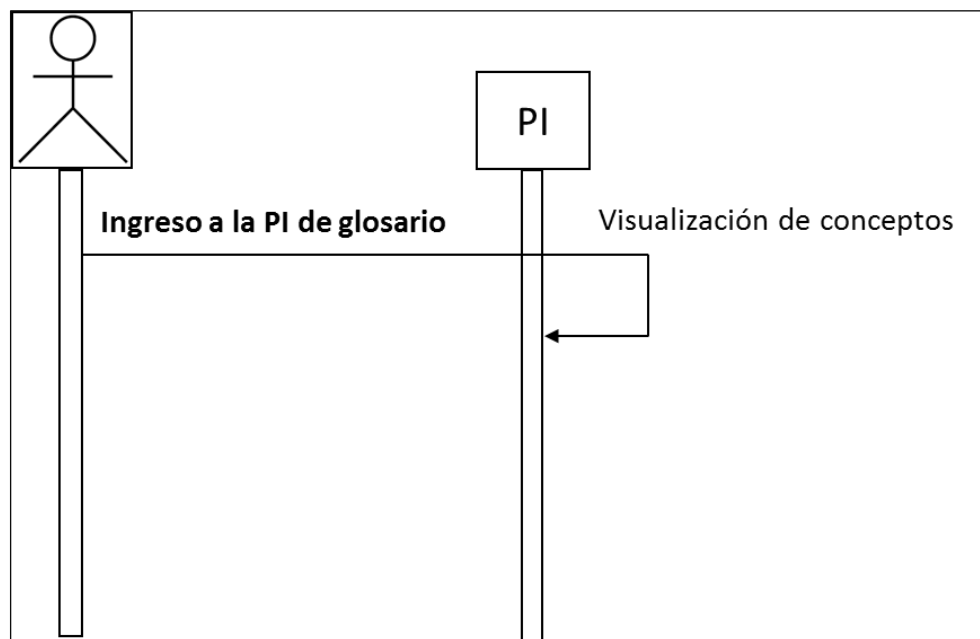 PI
Ingreso a la PI de glosario
Visualización de conceptos